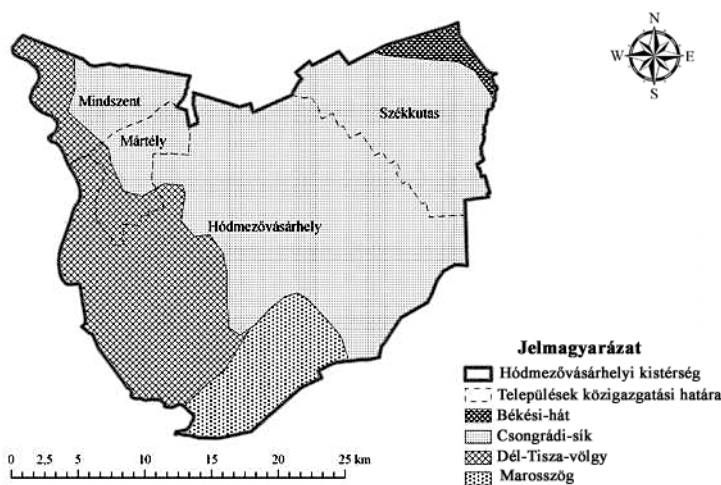 N
W E
S
Mindszent
Mártély
Székkutas
Hódmezővásárhely
Jelmagyarázat
Hódmezővásárhelyi kistérség
Települések közigazgatási határa
Békési-hát
Csongrádi-sík
Dél-Tisza-völgy
Marosszög
0 2,5 5 10 15 20 25 km